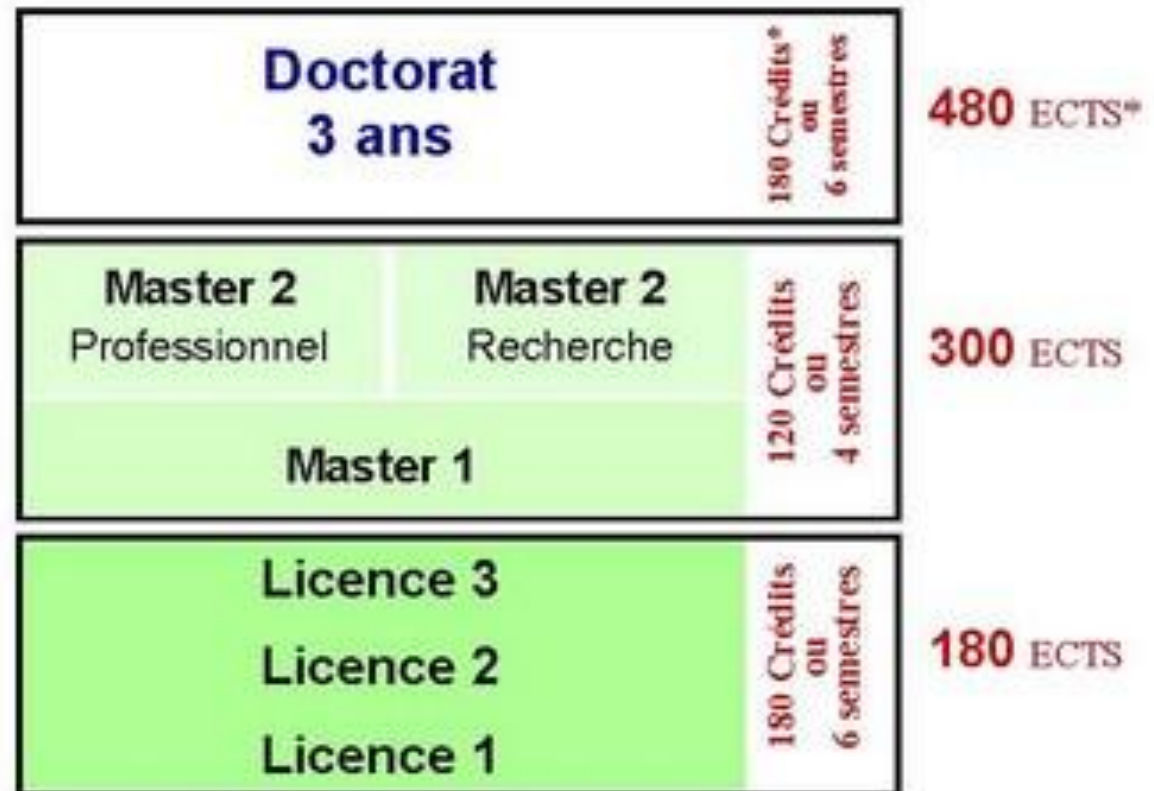 Doctorat
3 ans
180 Crédits*
ou
6 semestres
480 ECTS*
Master 2
Professionnel
Master 2
Recherche
Master 1
120 Crédits
ou
4 semestres
300 ECTS
Licence 3
Licence 2
Licence 1
180 Crédits
ou
6 semestres
180 ECTS